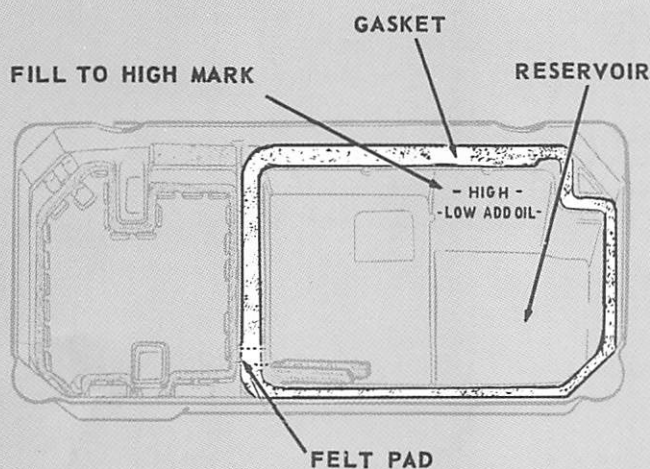 GASKET
FILL TO HIGH MARK
RESERVOIR
- HIGH -
- LOW ADD OIL -
FELT PAD